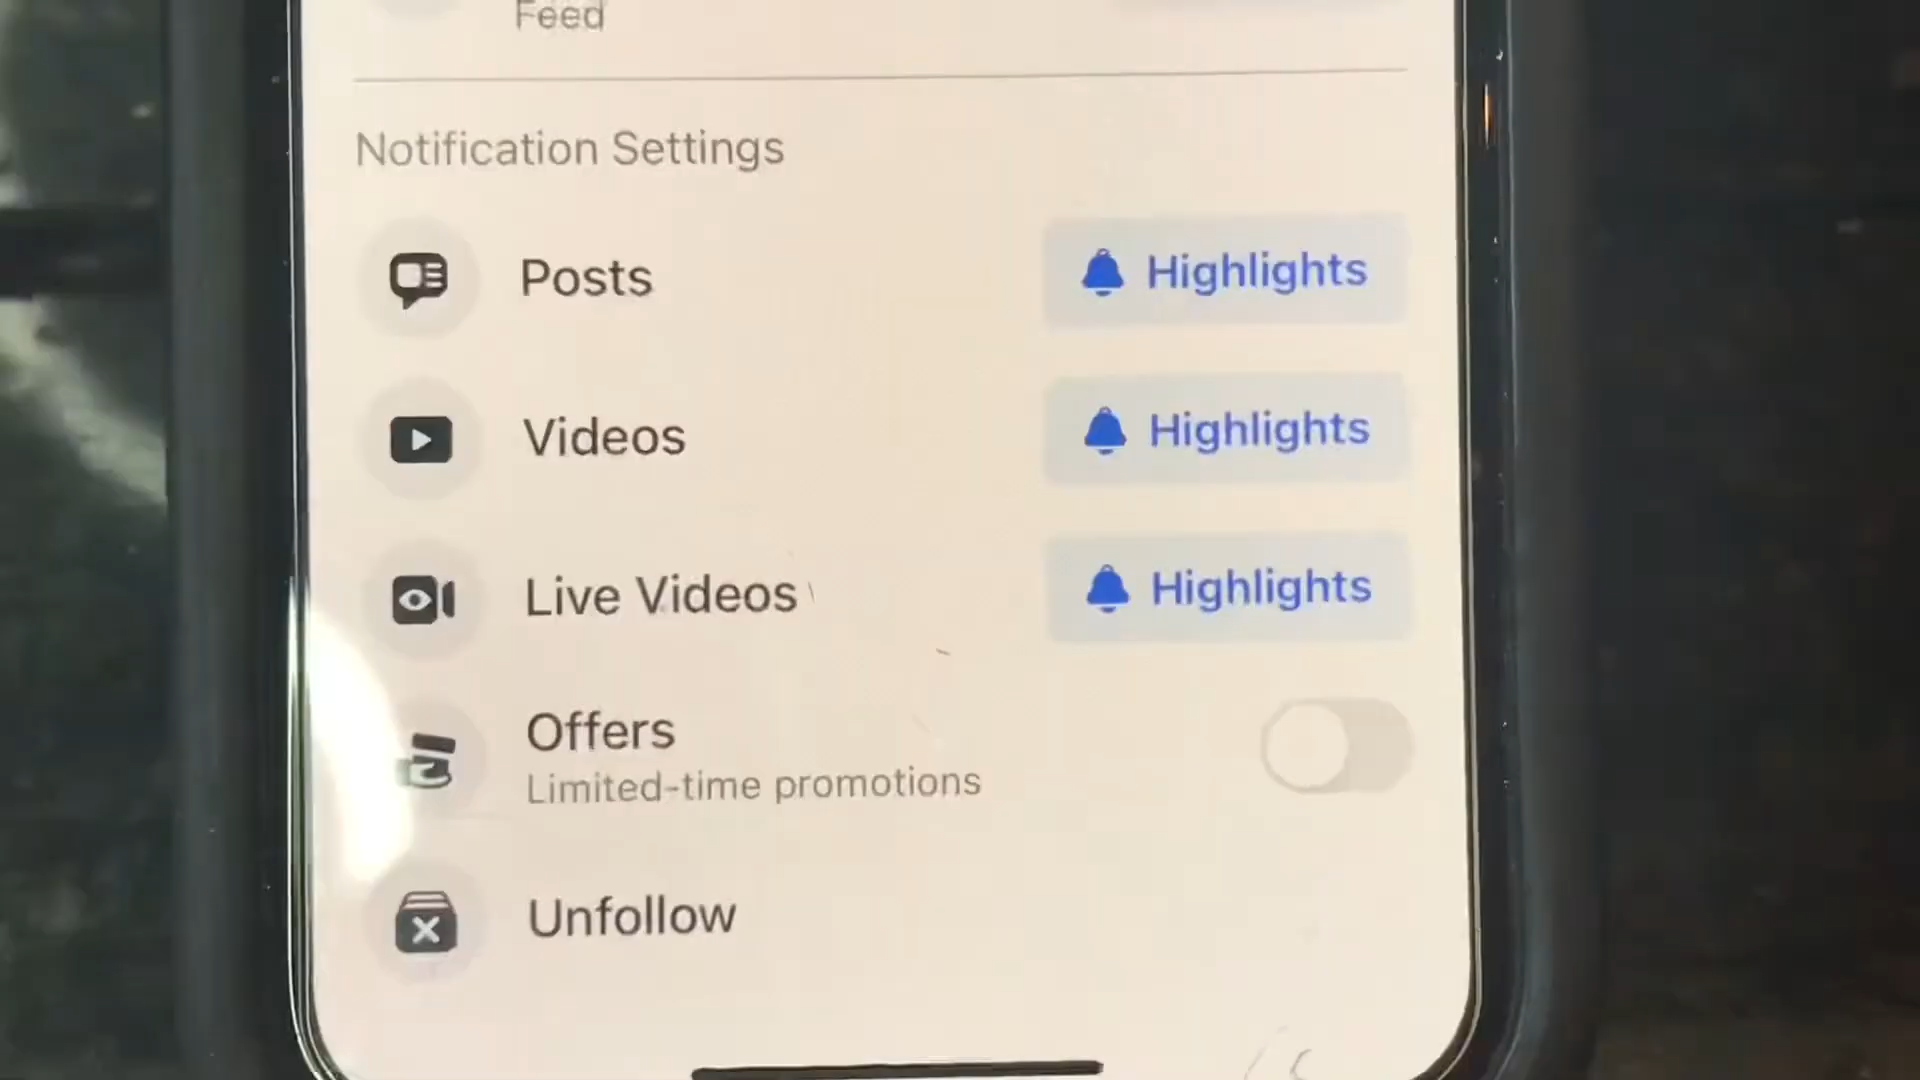 Feed
Notification Settings
Posts
Highlights
Videos
Highlights
Live Videos
Highlights
Offers
Limited-time promotions
Unfollow